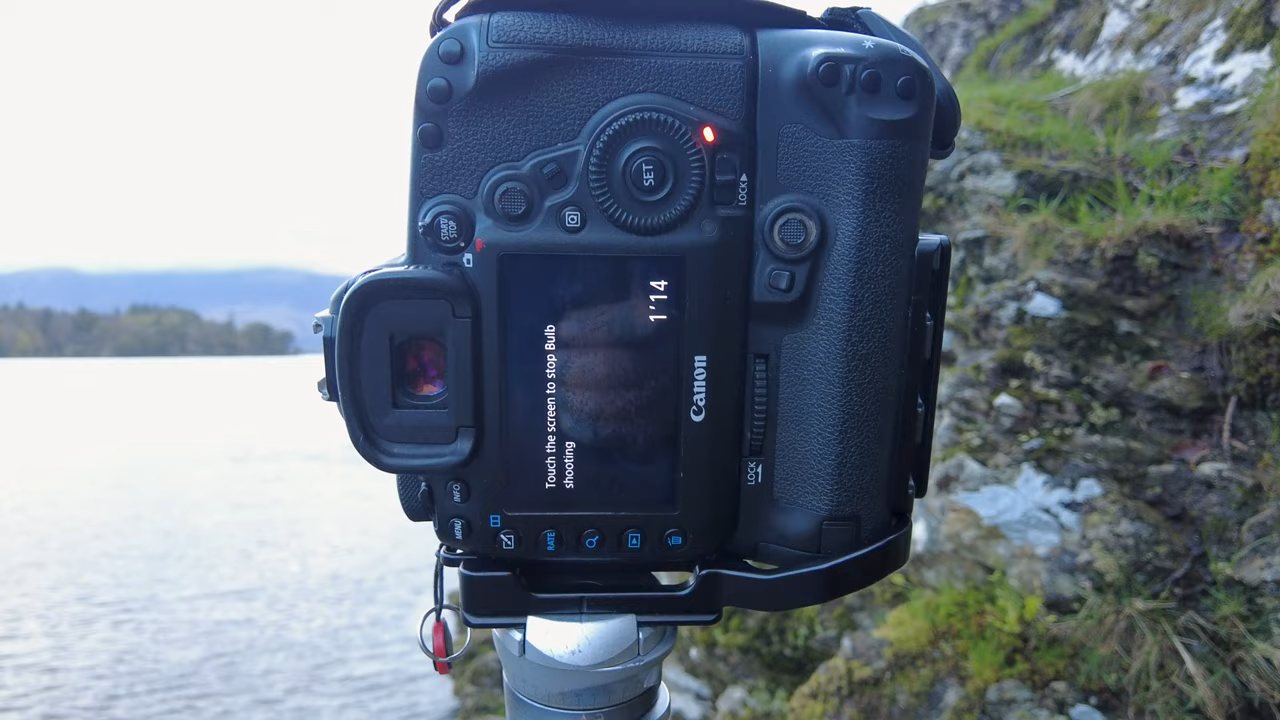 MENU
INFO.
START/
STOP
Touch the screen to stop Bulb
shooting
1'14
RATE
Q
SET
LOCK▶
Canon
LOCK